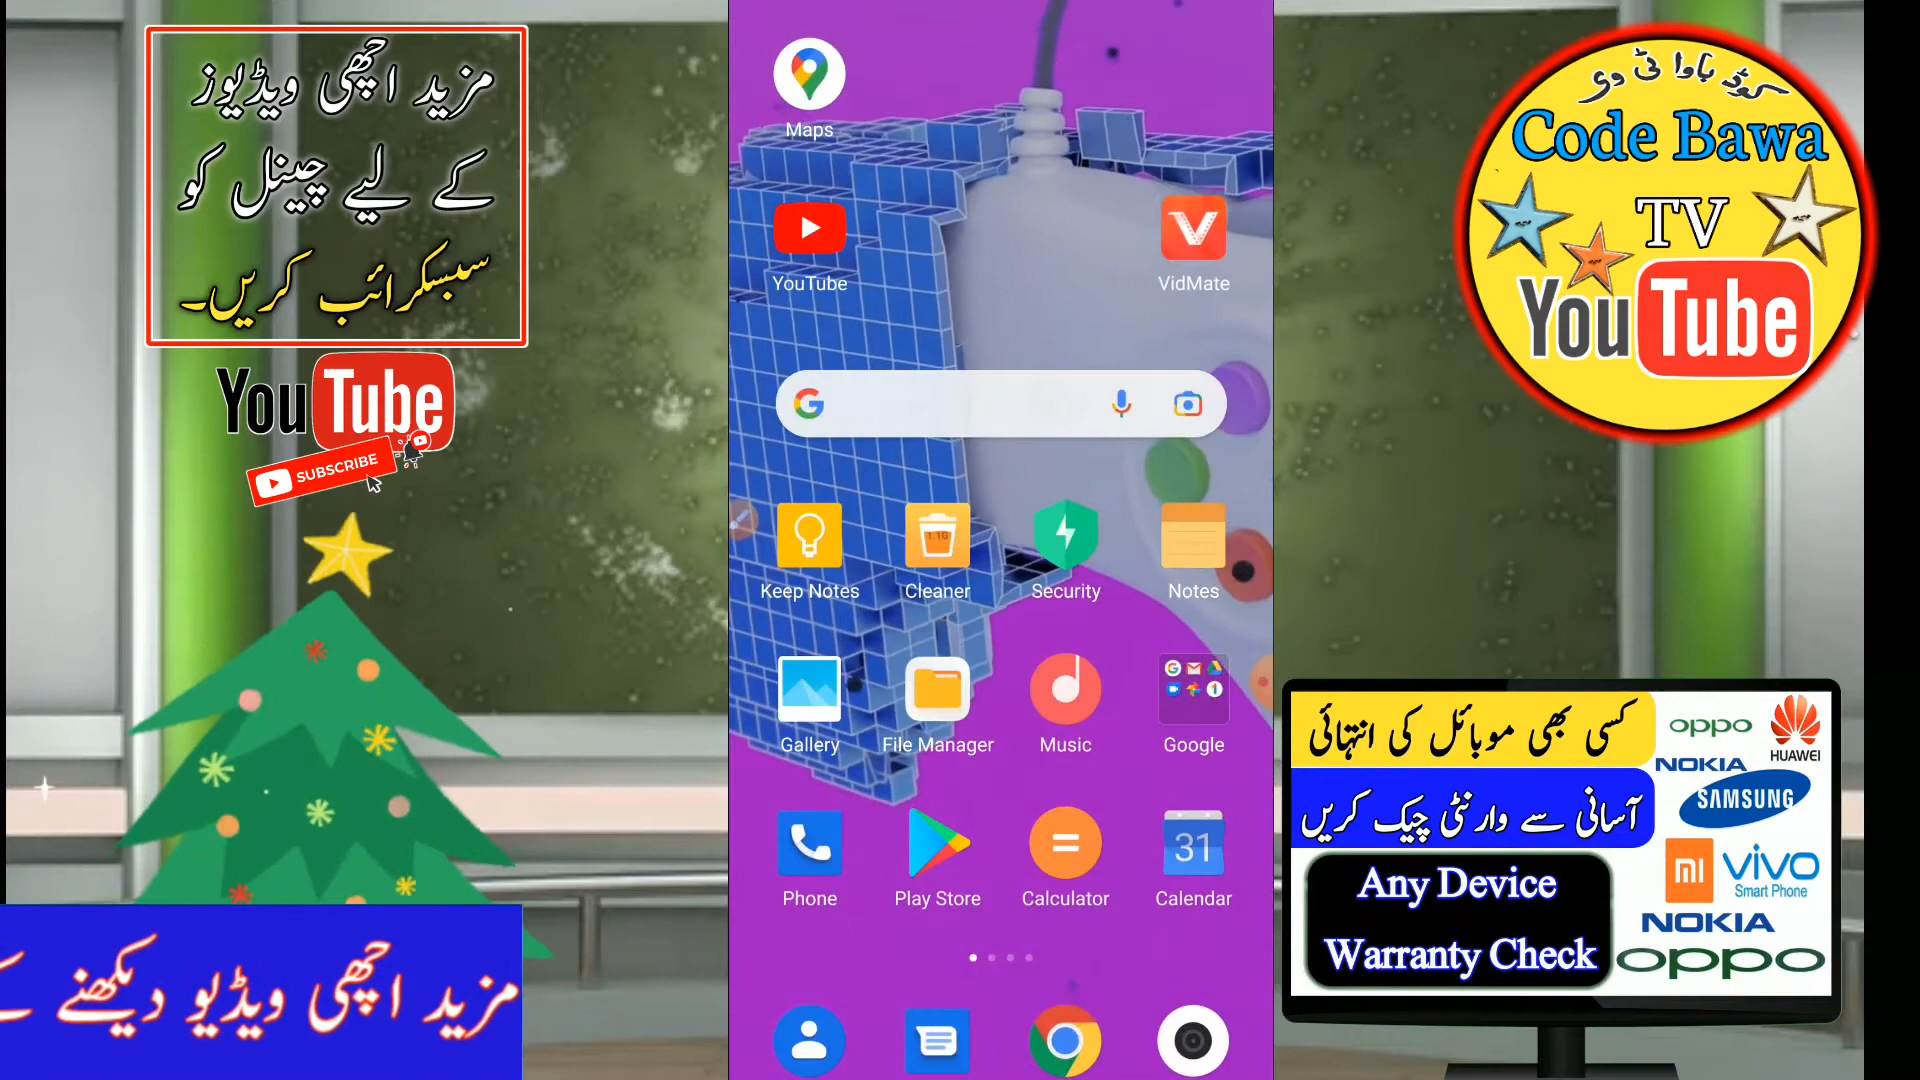 مزید اچھی ویڈیوز
کے لیے چینل کو
سبسکرائب کریں۔
YouTube
SUBSCRIBE
مزید اچھی ویڈیو دیکھنے کے
Maps
YouTube
VidMate
Keep Notes
1.1G
Cleaner
Security
Notes
Gallery
File Manager
Music
Google
Phone
Play Store
Calculator
31
Calendar
کوڈ باوا ٹی وی
Code Bawa
TV
YouTube
کسی بھی موبائل کی انتہائی
آسانی سے وارنٹی چیک کریں
Any Device
Warranty Check
oppo
HUAWEI
NOKIA
SAMSUNG
mi
vivo
Smart Phone
NOKIA
oppo